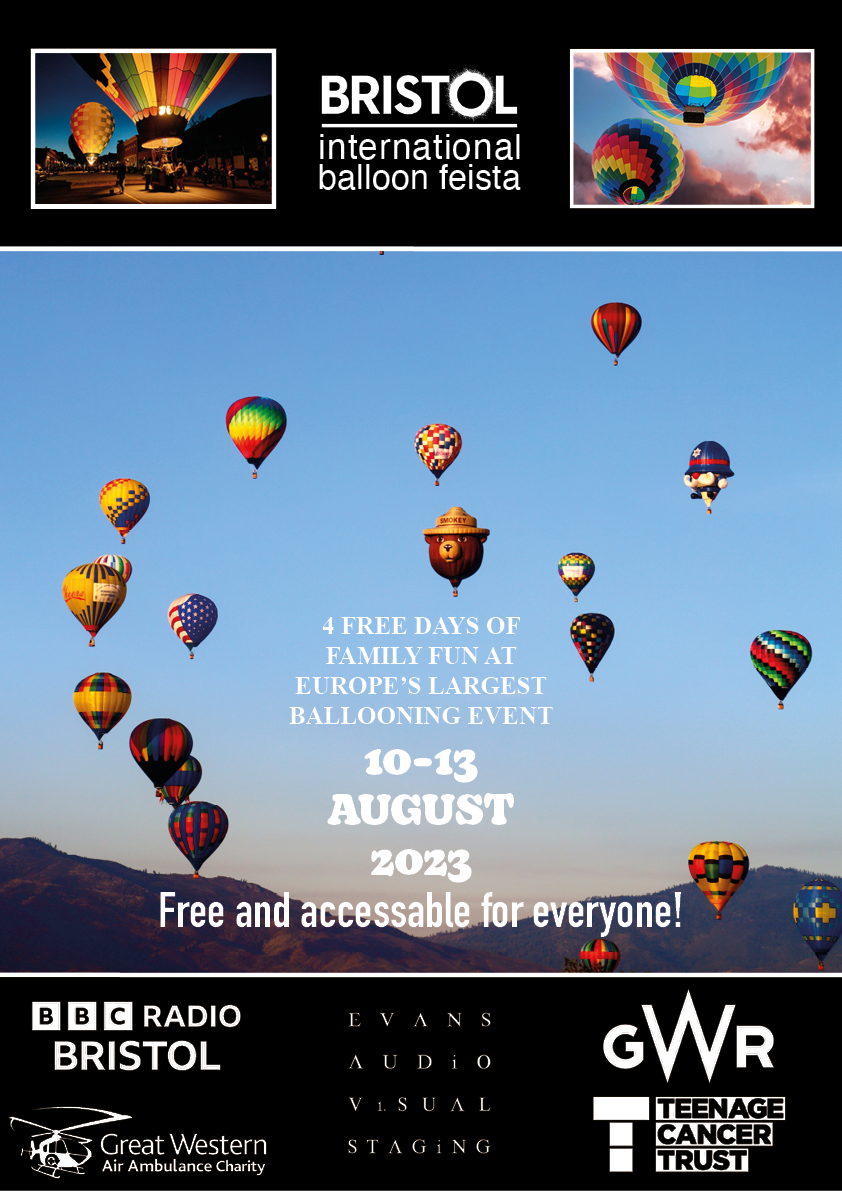 BRISTOL
international
balloon feista
SMOKEY
4 FREE DAYS OF
FAMILY FUN AT
EUROPE'S LARGEST
BALLOONING EVENT
10-13
AUGUST
2023
Free and accessable for everyone!
BBC RADIO
BRISTOL
Great Western
Air Ambulance Charity
EVANS
AUDiO
ViSUAL
STAGiNG
GWR
TEENAGE
CANCER
TRUST